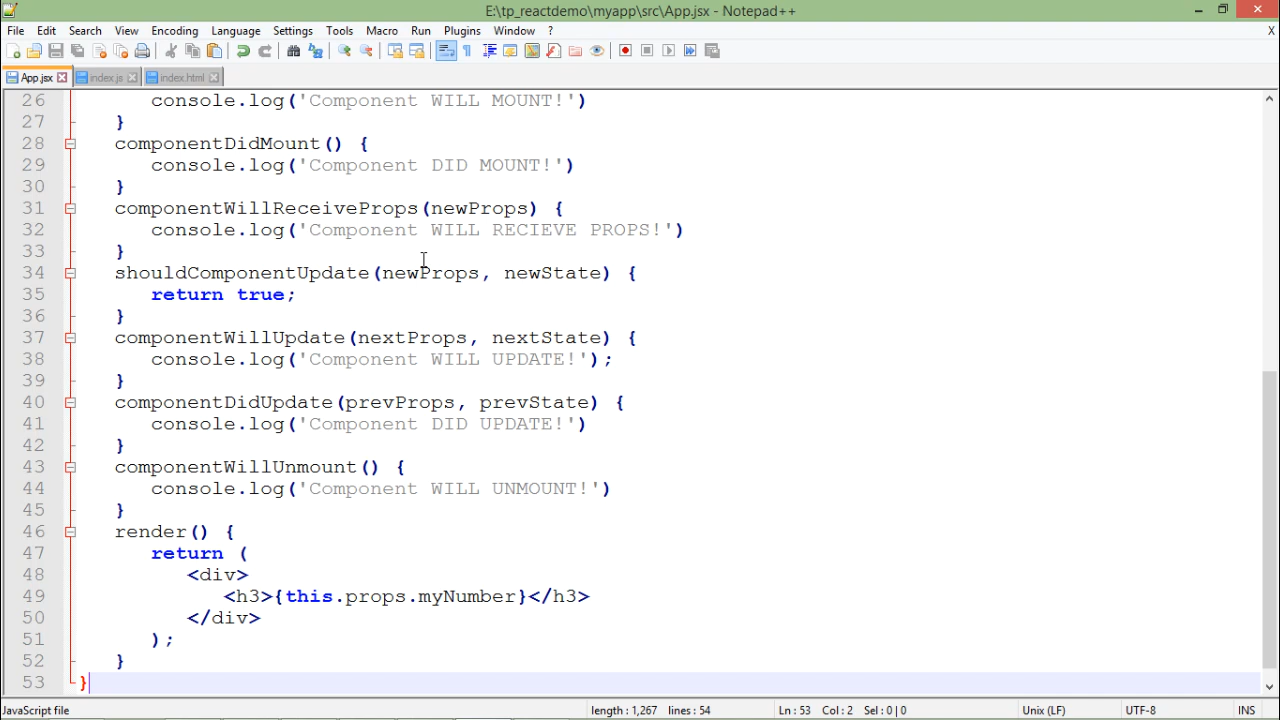 E:\tp_reactdemo\myapp\src\App.jsx - Notepad++
File Edit Search View Encoding Language Settings Tools Macro Run Plugins Window ? X
App.jsx index.js index.html
26 console.log('Component WILL MOUNT!')
27 }
28 componentDidMount() {
29 console.log('Component DID MOUNT!')
30 }
31 componentWillReceiveProps(newProps) {
32 console.log('Component WILL RECIEVE PROPS!')
33 }
34 shouldComponentUpdate(newProps, newState) {
35 return true;
36 }
37 componentWillUpdate(nextProps, nextState) {
38 console.log('Component WILL UPDATE!');
39 }
40 componentDidUpdate(prevProps, prevState) {
41 console.log('Component DID UPDATE!')
42 }
43 componentWillUnmount() {
44 console.log('Component WILL UNMOUNT!')
45 }
46 render() {
47 return (
48 <div>
49 <h3>{this.props.myNumber}</h3>
50 </div>
51 );
52 }
53 }
JavaScript file length : 1,267 lines : 54 Ln : 53 Col : 2 Sel : 0 | 0 Unix (LF) UTF-8 INS